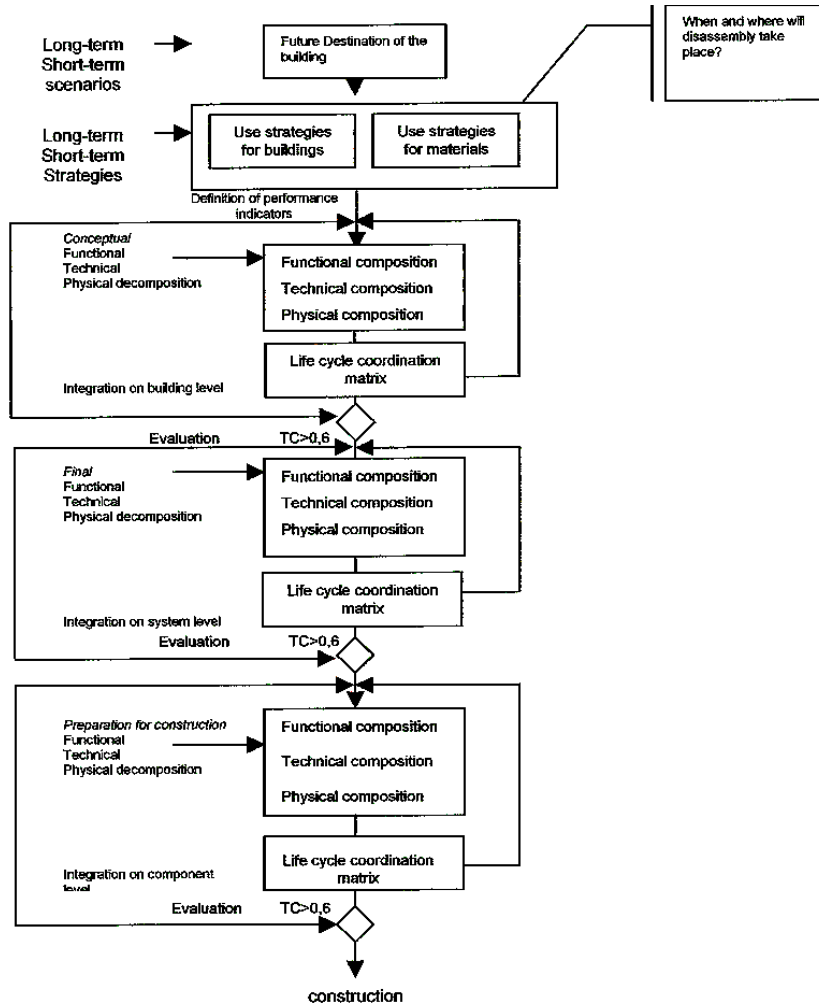 When and where will
disassembly take
place?
Long-term
Short-term
scenarios
Future Destination of the
building
Long-term
Short-term
Strategies
Use strategies
for buildings
Use strategies
for materials
Definition of performance
indicators
Conceptual
Functional
Technical
Physical decomposition
Functional composition
Technical composition
Physical composition
Life cycle coordination
matrix
Integration on building level
Evaluation
TC>0,6
Final
Functional
Technical
Physical decomposition
Functional composition
Technical composition
Physical composition
Life cycle coordination
matrix
Integration on system level
Evaluation
TC>0,6
Preparation for construction
Functional
Technical
Physical decomposition
Functional composition
Technical composition
Physical composition
Life cycle coordination
matrix
Integration on component
level
Evaluation
TC>0,6
construction